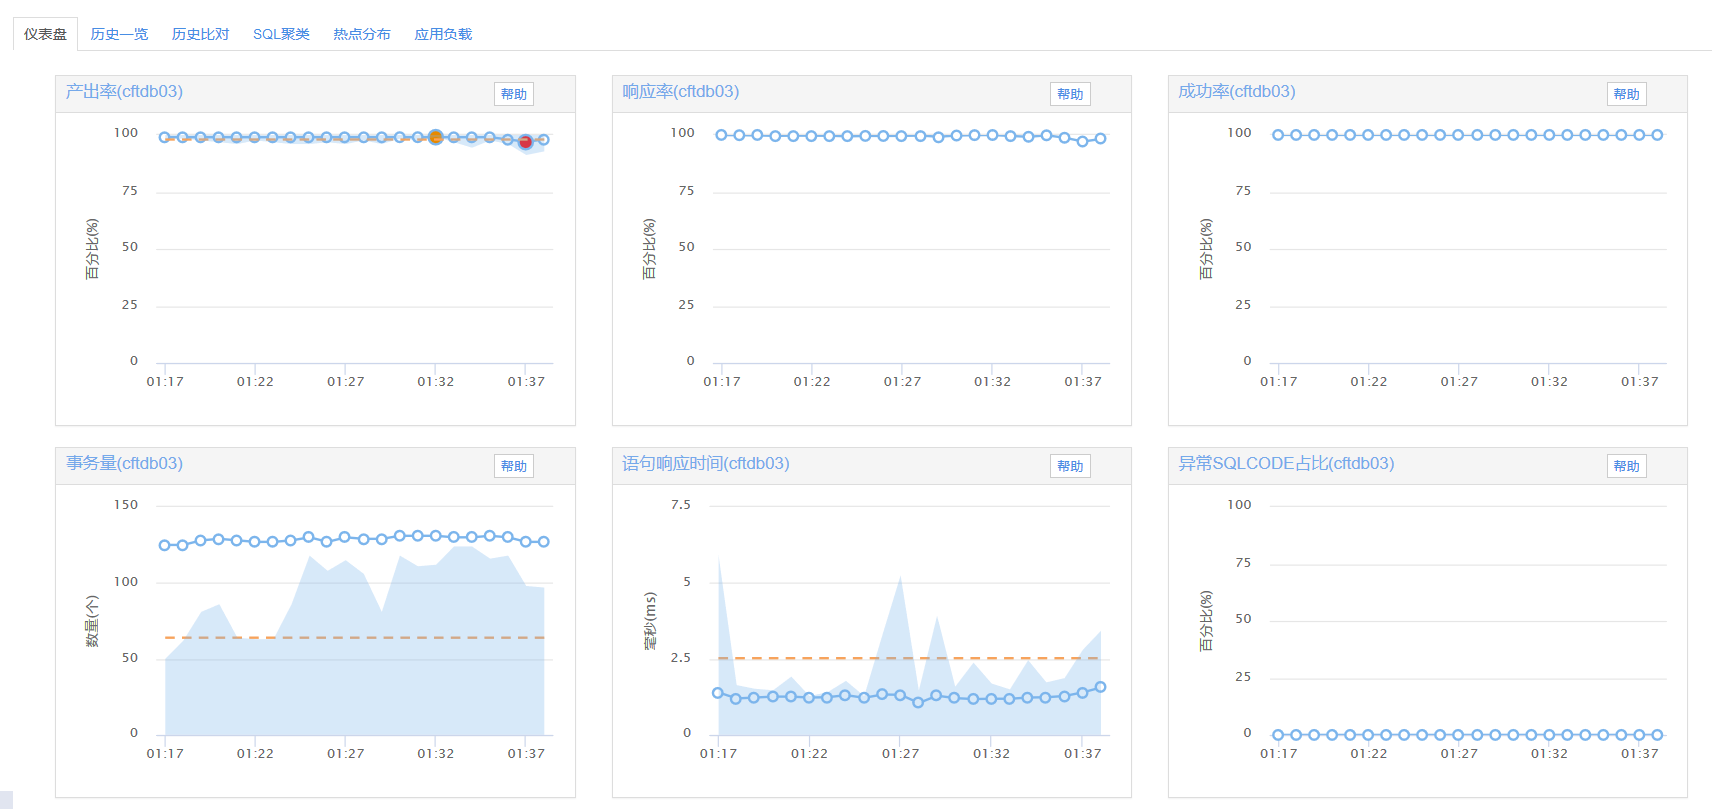 仪表盘 历史一览 历史比对 SQL聚类 热点分布 应用负载
产出率(cftdb03) 帮助
100
75
50
25
0
百分比(%)
01:17 01:22 01:27 01:32 01:37
响应率(cftdb03) 帮助
100
75
50
25
0
百分比(%)
01:17 01:22 01:27 01:32 01:37
成功率(cftdb03) 帮助
100
75
50
25
0
百分比(%)
01:17 01:22 01:27 01:32 01:37
事务量(cftdb03) 帮助
150
100
50
0
数量(个)
01:17 01:22 01:27 01:32 01:37
语句响应时间(cftdb03) 帮助
7.5
5
2.5
0
毫秒(ms)
01:17 01:22 01:27 01:32 01:37
异常SQLCODE占比(cftdb03) 帮助
100
75
50
25
0
百分比(%)
01:17 01:22 01:27 01:32 01:37